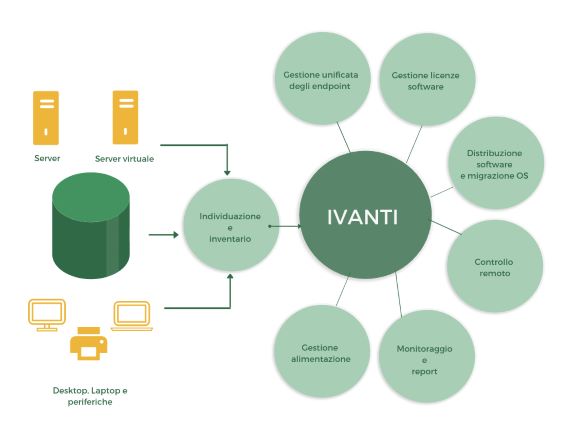 Server
Server virtuale
Desktop, Laptop e
periferiche
Individuazione
e
inventario
IVANTI
Gestione unificata
degli endpoint
Gestione licenze
software
Distribuzione
software
e migrazione OS
Controllo
remoto
Monitoraggio
e
report
Gestione
alimentazione